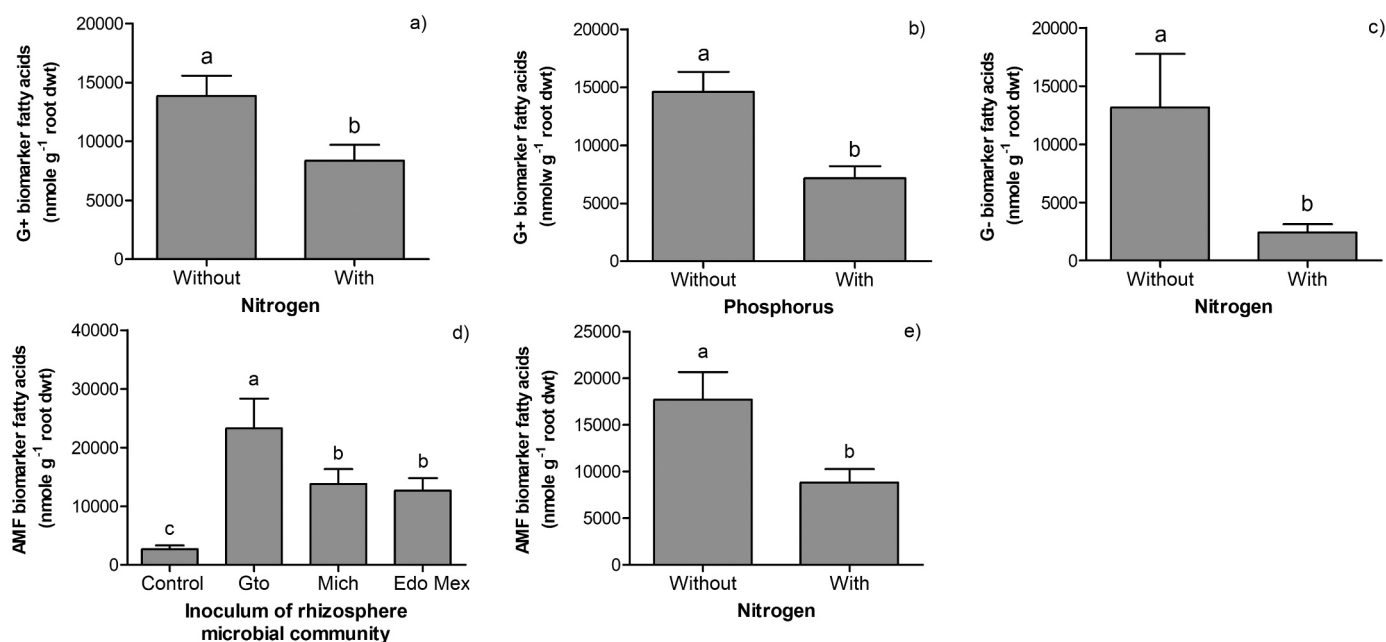 a)
G+ biomarker fatty acids
(nmole g⁻¹ root dwt)
20000
15000
10000
5000
0
a
b
Without With
Nitrogen
b)
G+ biomarker fatty acids
(nmolw g⁻¹ root dwt)
20000
15000
10000
5000
0
a
b
Without With
Phosphorus
c)
G- biomarker fatty acids
(nmole g⁻¹ root dwt)
20000
15000
10000
5000
0
a
b
Without With
Nitrogen
d)
AMF biomarker fatty acids
(nmole g⁻¹ root dwt)
40000
30000
20000
10000
0
c
a
b
b
Control Gto Mich Edo Mex
Inoculum of rhizosphere
microbial community
e)
AMF biomarker fatty acids
(nmole g⁻¹ root dwt)
25000
20000
15000
10000
5000
0
a
b
Without With
Nitrogen